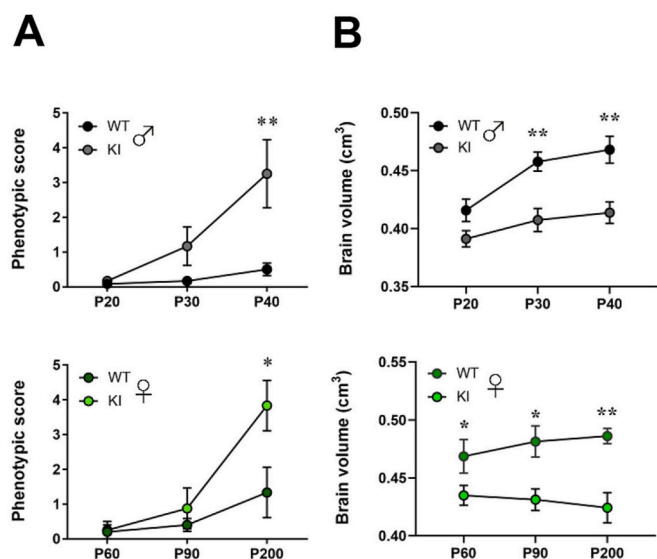 A
B
Phenotypic score
5
4
3
2
1
0
WT
KI
♂
**
P20
P30
P40
Brain volume (cm³)
0.50
0.45
0.40
0.35
WT
KI
♂
**
**
P20
P30
P40
Phenotypic score
5
4
3
2
1
0
WT
KI
♀
*
P60
P90
P200
Brain volume (cm³)
0.55
0.50
0.45
0.40
WT
KI
♀
*
*
**
P60
P90
P200